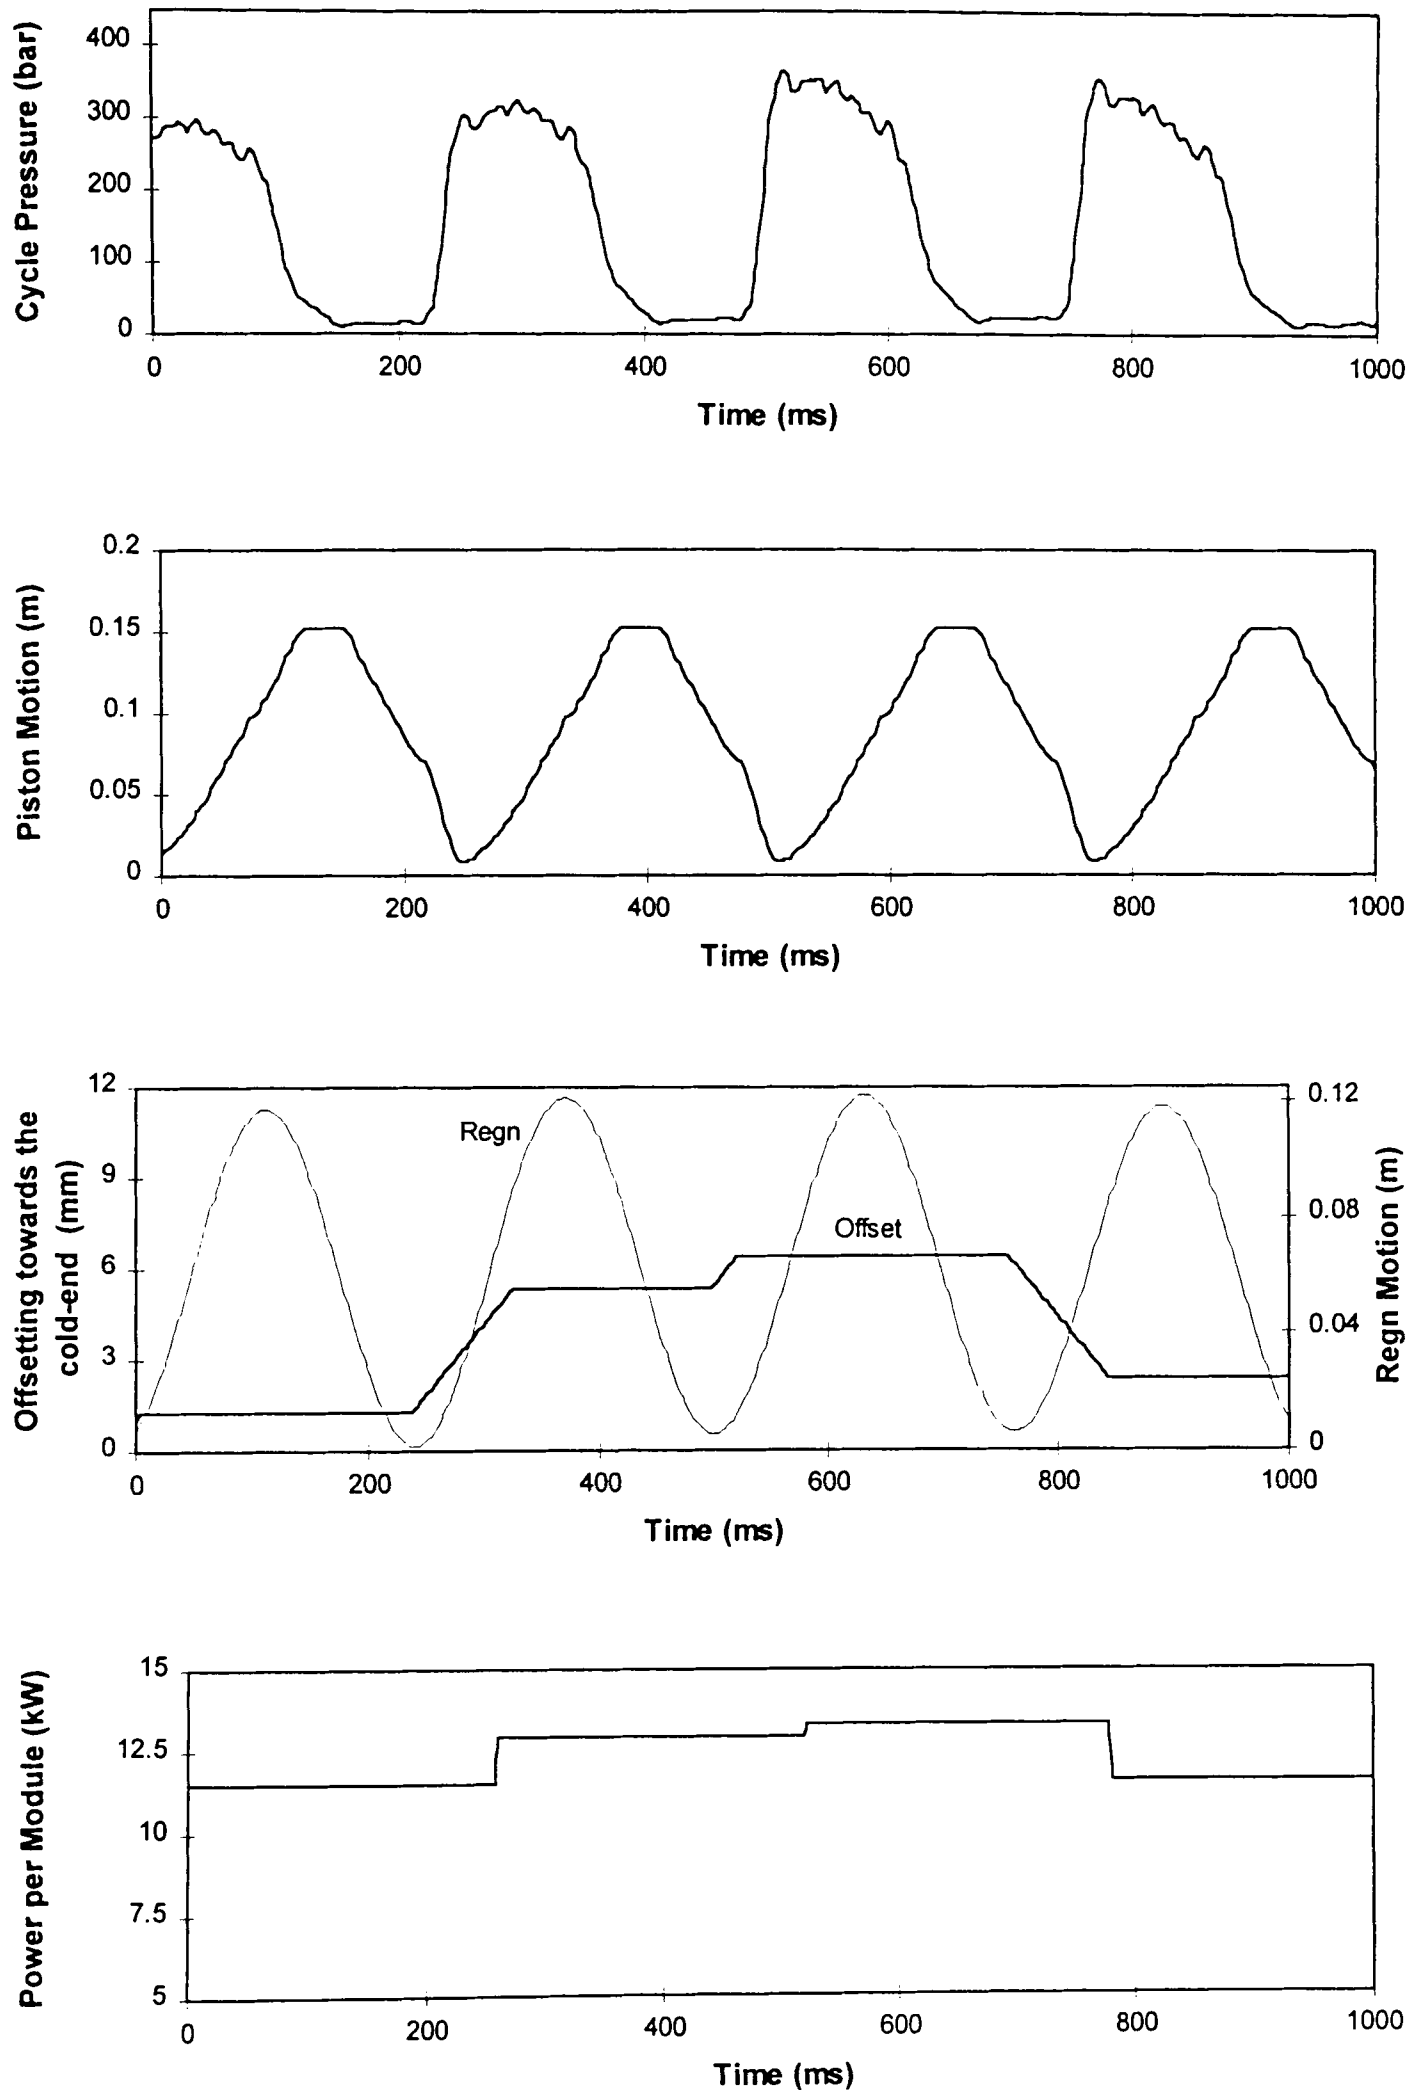 Cycle Pressure (bar)
400
300
200
100
0
0 200 400 600 800 1000
Time (ms)
Piston Motion (m)
0.2
0.15
0.1
0.05
0
0 200 400 600 800 1000
Time (ms)
Offsetting towards the
cold-end (mm)
12
9
6
3
0
Regn
Offset
0.12
0.08
0.04
0
Regn Motion (m)
0 200 400 600 800 1000
Time (ms)
Power per Module (kW)
15
12.5
10
7.5
5
0 200 400 600 800 1000
Time (ms)